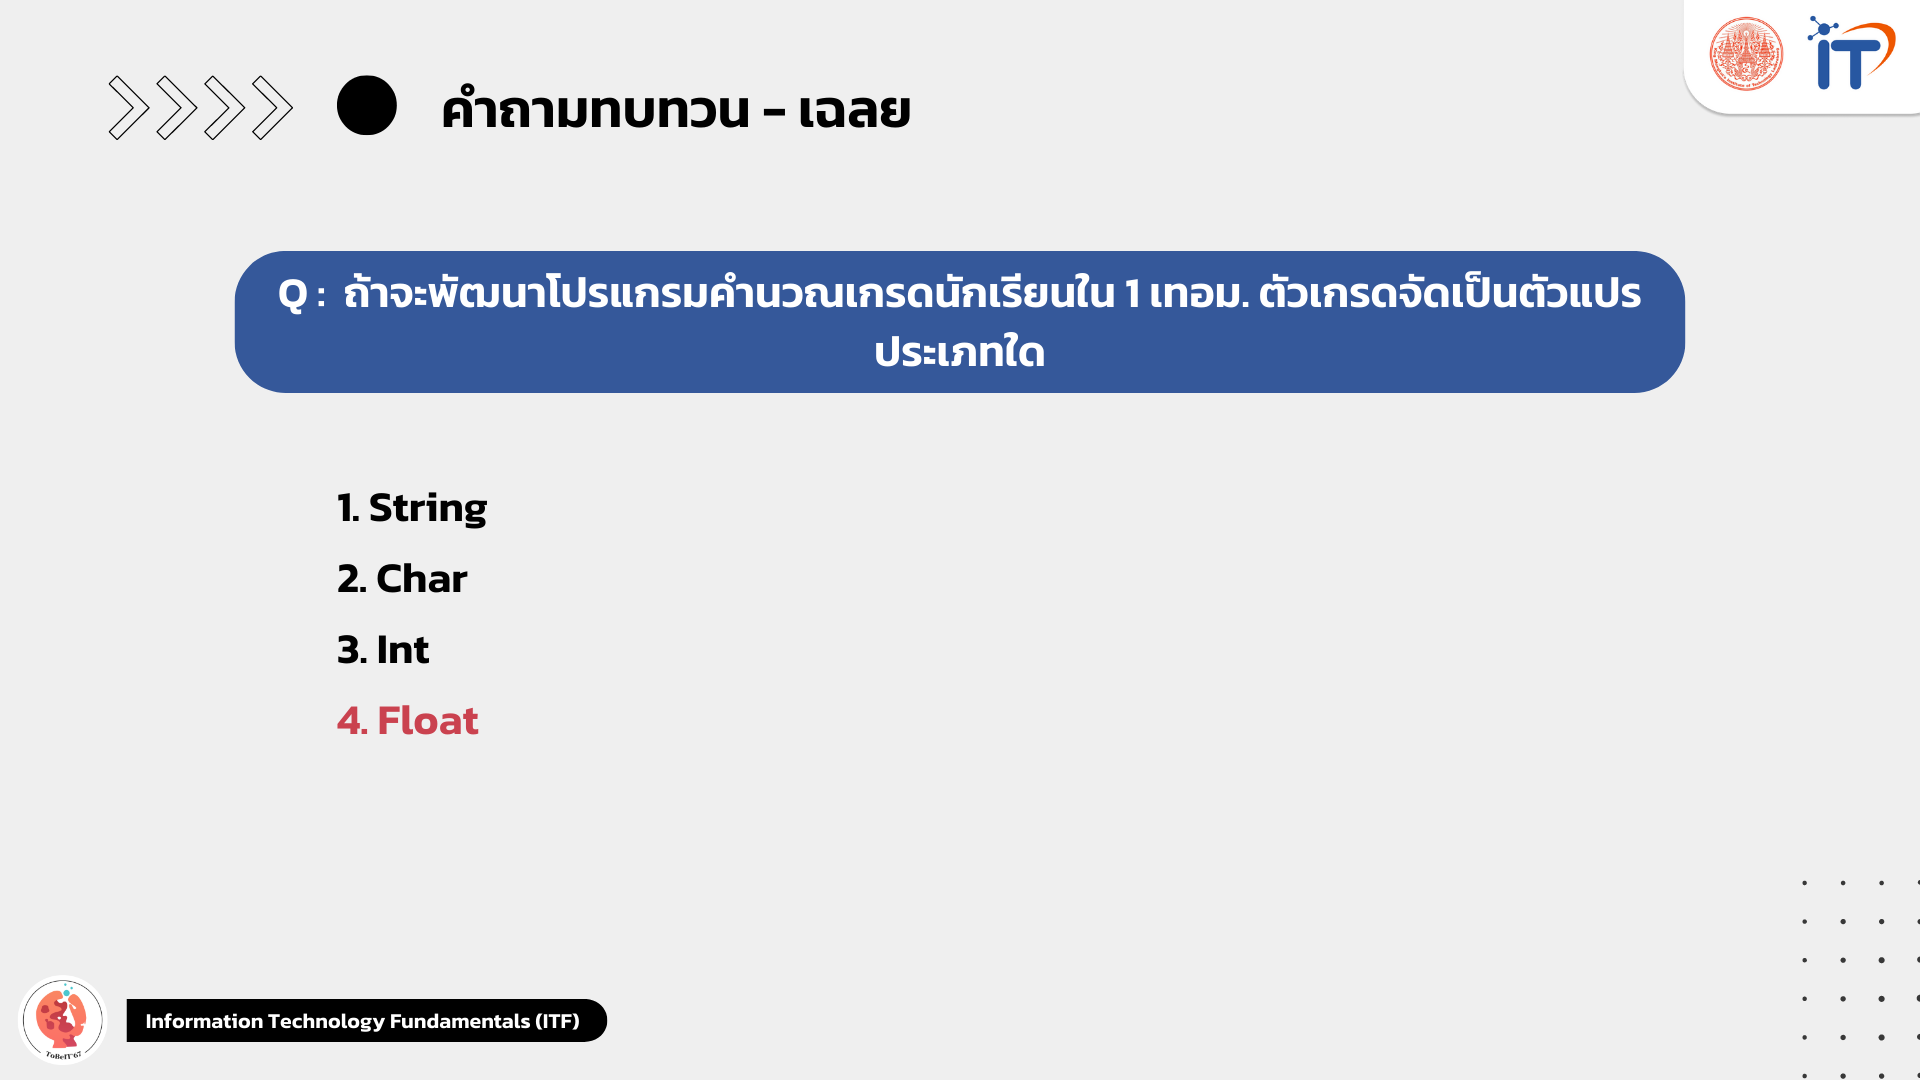 คำถามทบทวน - เฉลย
Q :  ถ้าจะพัฒนาโปรแกรมคำนวณเกรดนักเรียนใน 1 เทอม. ตัวเกรดจัดเป็นตัวแปร
ประเภทใด
1. String
2. Char
3. Int
4. Float
Information Technology Fundamentals (ITF)
ToBeIT'67
IT